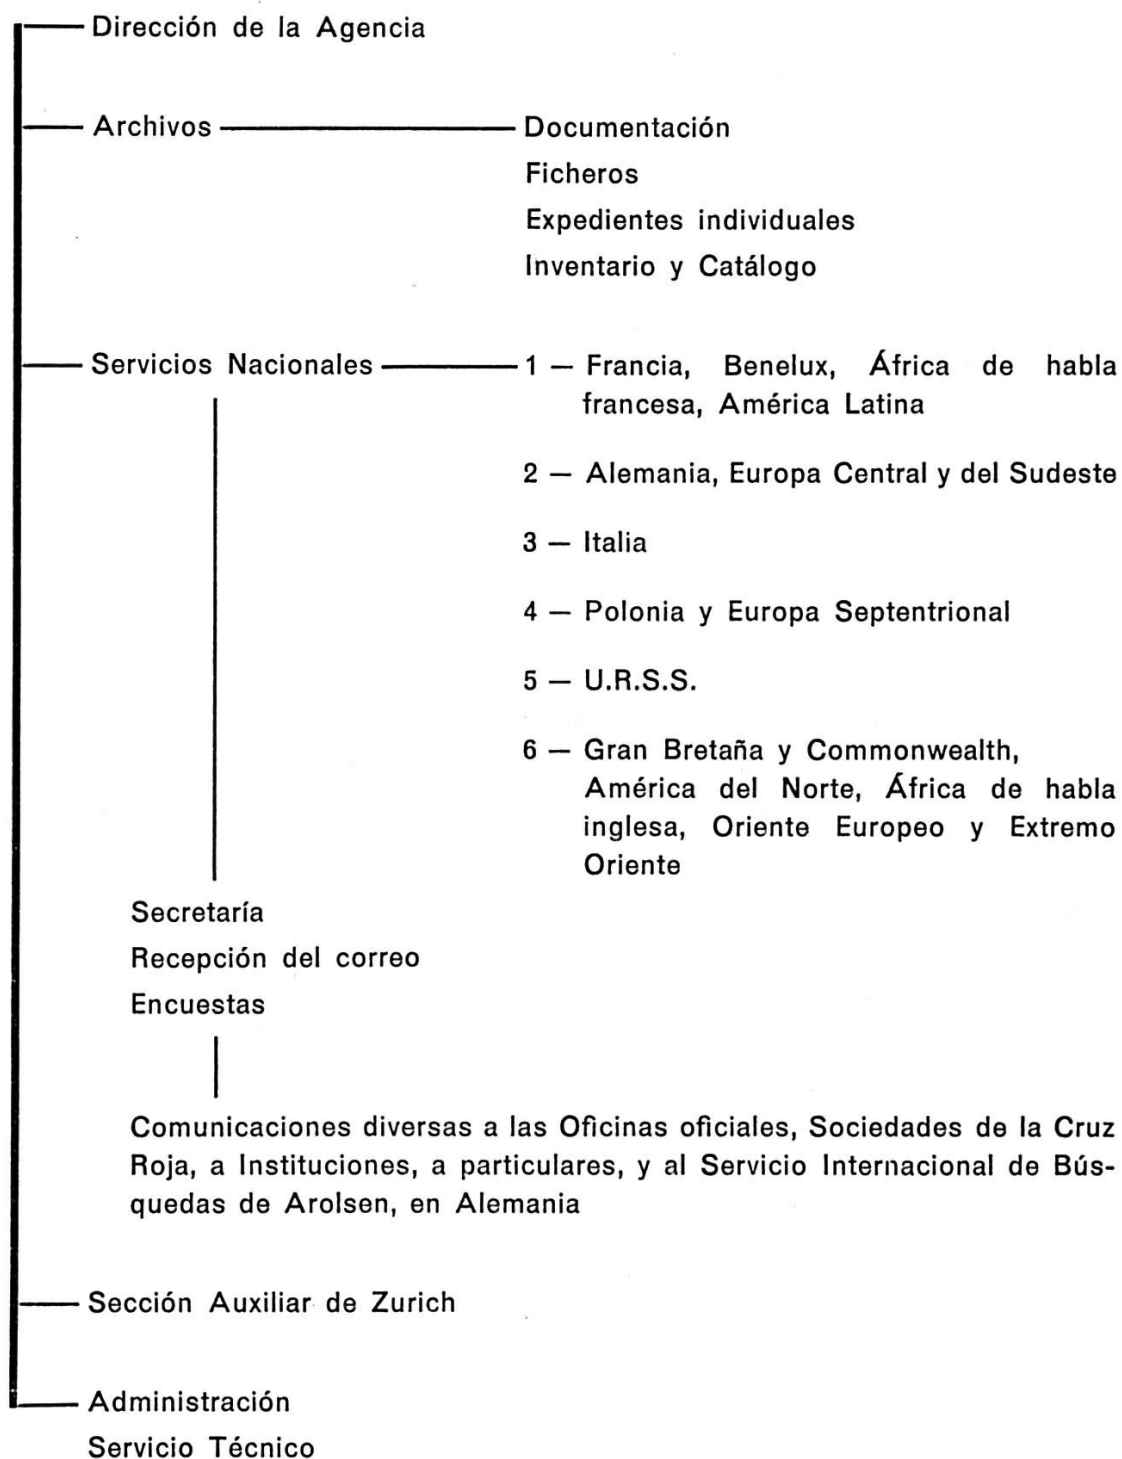 Dirección de la Agencia
Archivos
Documentación
Ficheros
Expedientes individuales
Inventario y Catálogo
Servicios Nacionales
1 — Francia, Benelux, África de habla
francesa, América Latina
2 — Alemania, Europa Central y del Sudeste
3 — Italia
4 — Polonia y Europa Septentrional
5 — U.R.S.S.
6 — Gran Bretaña y Commonwealth,
América del Norte, África de habla
inglesa, Oriente Europeo y Extremo
Oriente
Secretaría
Recepción del correo
Encuestas
Comunicaciones diversas a las Oficinas oficiales, Sociedades de la Cruz
Roja, a Instituciones, a particulares, y al Servicio Internacional de Bús-
quedas de Arolsen, en Alemania
Sección Auxiliar de Zurich
Administración
Servicio Técnico